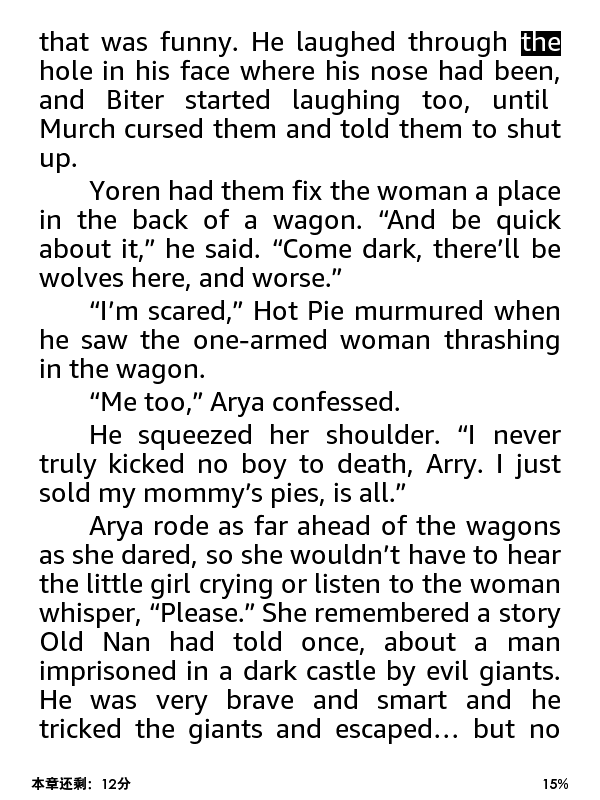 that was funny. He laughed through the
hole in his face where his nose had been,
and Biter started laughing too, until
Murch cursed them and told them to shut
up.
Yoren had them fix the woman a place
in the back of a wagon. “And be quick
about it,” he said. “Come dark, there’ll be
wolves here, and worse.”
“I’m scared,” Hot Pie murmured when
he saw the one-armed woman thrashing
in the wagon.
“Me too,” Arya confessed.
He squeezed her shoulder. “I never
truly kicked no boy to death, Arry. I just
sold my mommy’s pies, is all.”
Arya rode as far ahead of the wagons
as she dared, so she wouldn’t have to hear
the little girl crying or listen to the woman
whisper, “Please.” She remembered a story
Old Nan had told once, about a man
imprisoned in a dark castle by evil giants.
He was very brave and smart and he
tricked the giants and escaped… but no
本章还剩：12分 15%